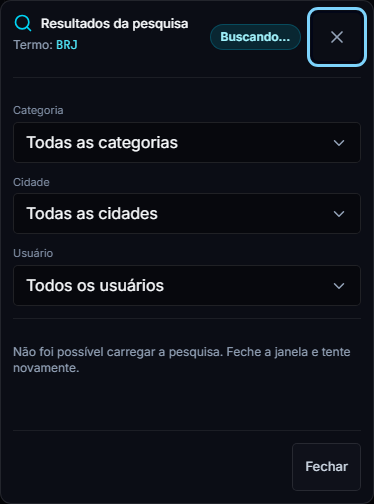 Resultados da pesquisa
Termo: BRJ
Buscando...
Categoria
Todas as categorias
Cidade
Todas as cidades
Usuário
Todos os usuários
Não foi possível carregar a pesquisa. Feche a janela e tente
novamente.
Fechar